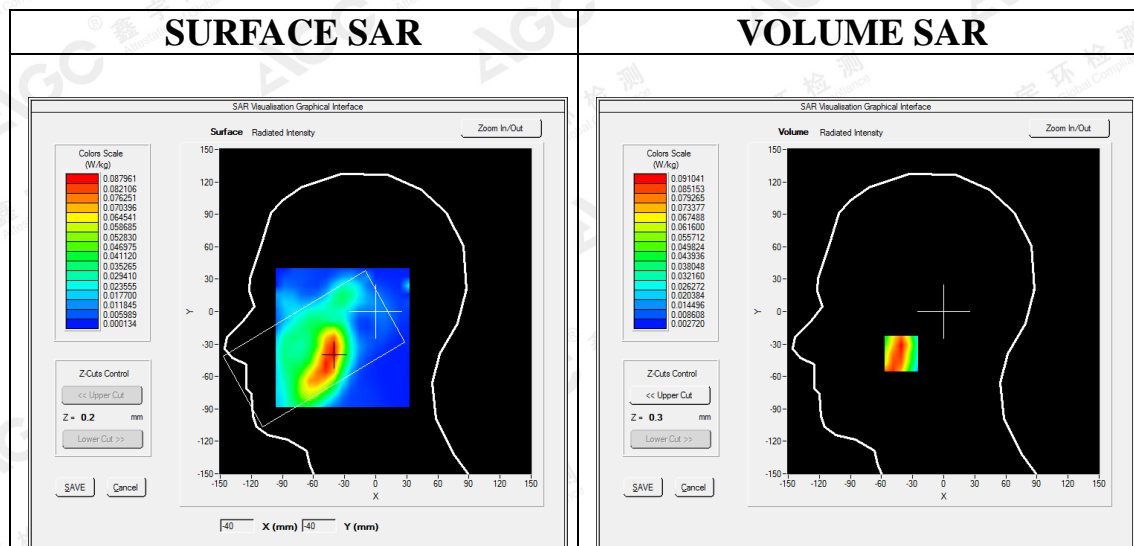 SURFACE SAR
VOLUME SAR
SAR Visualisation Graphical Interface
Surface Radiated Intensity
Zoom In/Out
Colors Scale
(W/kg)
0.087961
0.082106
0.076251
0.070396
0.064541
0.058685
0.052830
0.046975
0.041120
0.035265
0.029410
0.023555
0.017700
0.011845
0.005989
0.000134
Z-Cuts Control
<< Upper Cut
Z = 0.2 mm
Lower Cut >>
SAVE Cancel
150
120
90
60
30
0
-30
-60
-90
-120
-150
Y
-150 -120 -90 -60 -30 0 30 60 90 120 150
X
-40 X (mm) -40 Y (mm)
SAR Visualisation Graphical Interface
Volume Radiated Intensity
Zoom In/Out
Colors Scale
(W/kg)
0.091041
0.085153
0.079265
0.073377
0.067488
0.061600
0.055712
0.049824
0.043936
0.038048
0.032160
0.026272
0.020384
0.014496
0.008608
0.002720
Z-Cuts Control
<< Upper Cut
Z = 0.3 mm
Lower Cut >>
SAVE Cancel
150
120
90
60
30
0
-30
-60
-90
-120
-150
Y
-150 -120 -90 -60 -30 0 30 60 90 120 150
X
AGC